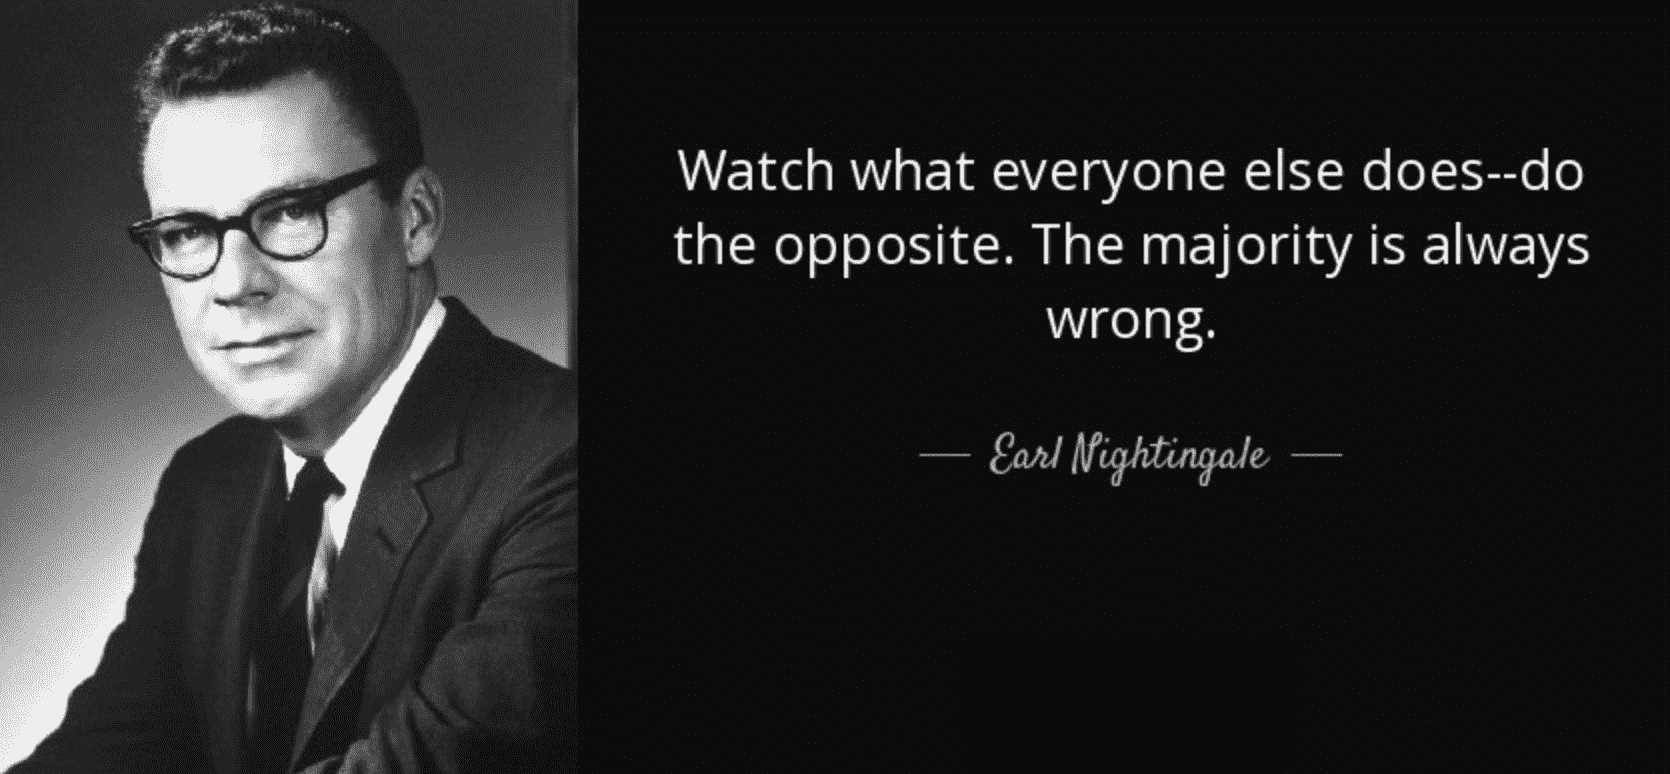 Watch what everyone else does--do
the opposite. The majority is always
wrong.
Earl Nightingale